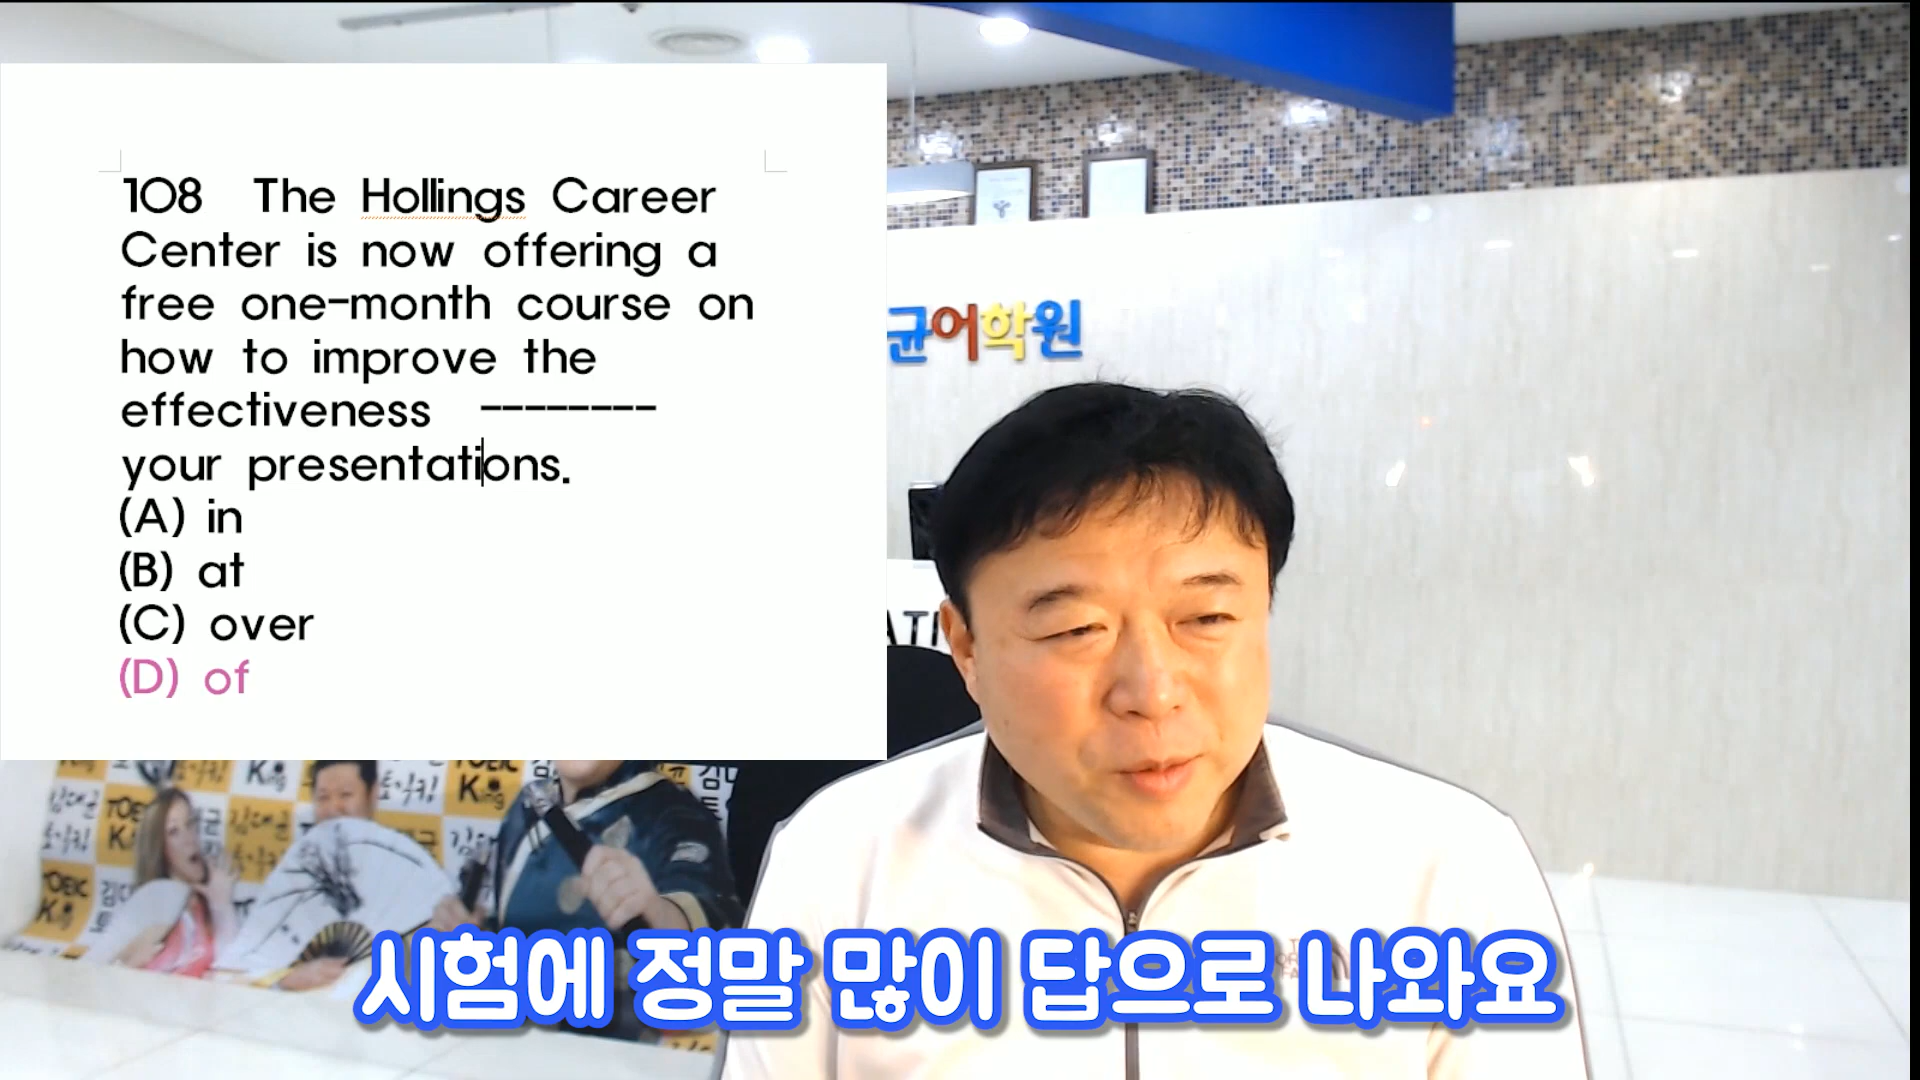 108 The Hollings Career
Center is now offering a
free one-month course on
how to improve the
effectiveness --------
your presentations.
(A) in
(B) at
(C) over
(D) of
균어학원
시험에 정말 많이 답으로 나와요